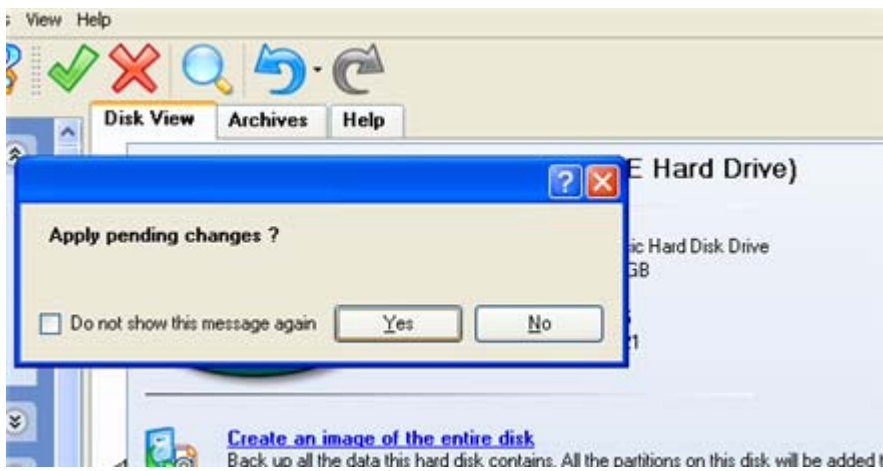 View Help
Disk View Archives Help
E Hard Drive)
Apply pending changes ?
ic Hard Disk Drive
GB
Do not show this message again Yes No
21
Create an image of the entire disk
Back up all the data this hard disk contains. All the partitions on this disk will be added t